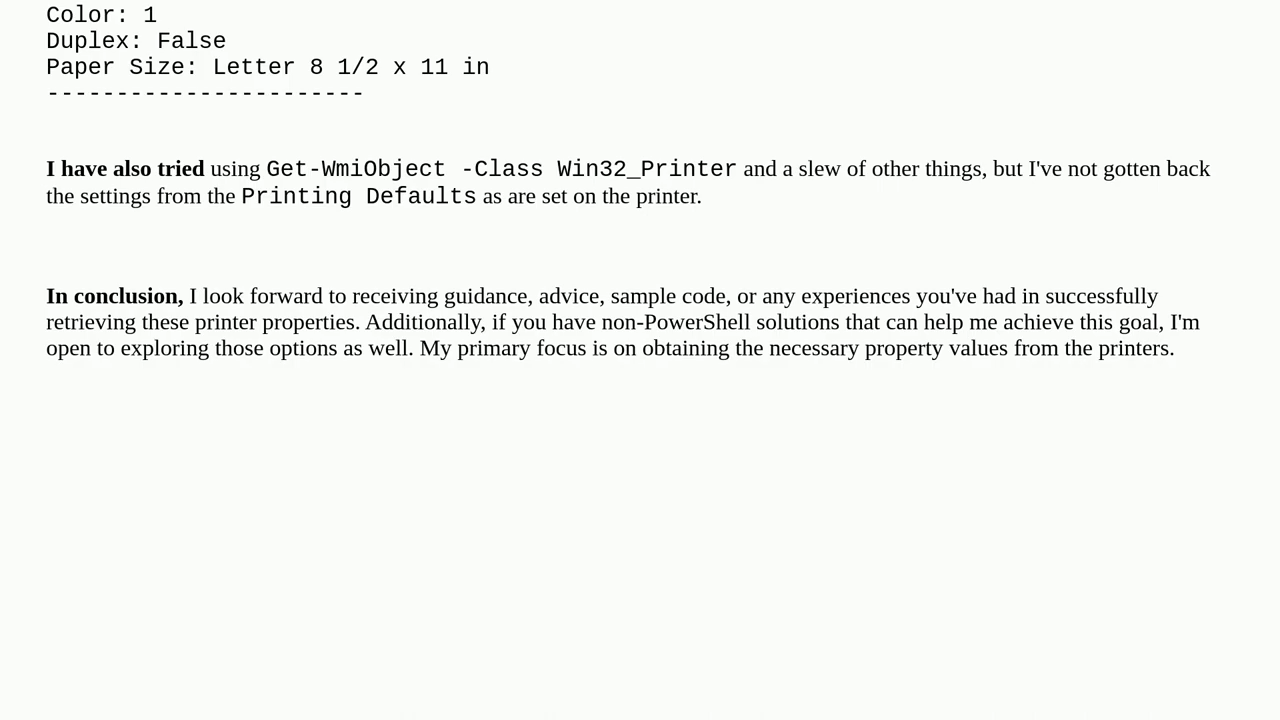 Color: 1
Duplex: False
Paper Size: Letter 8 1/2 x 11 in
-----------------------
I have also tried using Get-WmiObject -Class Win32_Printer and a slew of other things, but I've not gotten back
the settings from the Printing Defaults as are set on the printer.
In conclusion, I look forward to receiving guidance, advice, sample code, or any experiences you've had in successfully
retrieving these printer properties. Additionally, if you have non-PowerShell solutions that can help me achieve this goal, I'm
open to exploring those options as well. My primary focus is on obtaining the necessary property values from the printers.